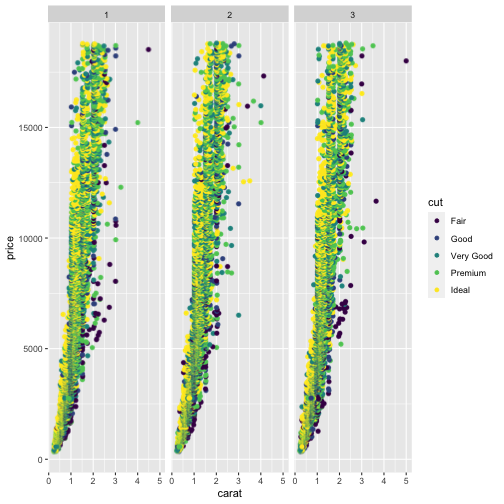 1 2 3
15000
10000
5000
0
0 1 2 3 4 5 0 1 2 3 4 5 0 1 2 3 4 5
carat
price
cut
Fair
Good
Very Good
Premium
Ideal